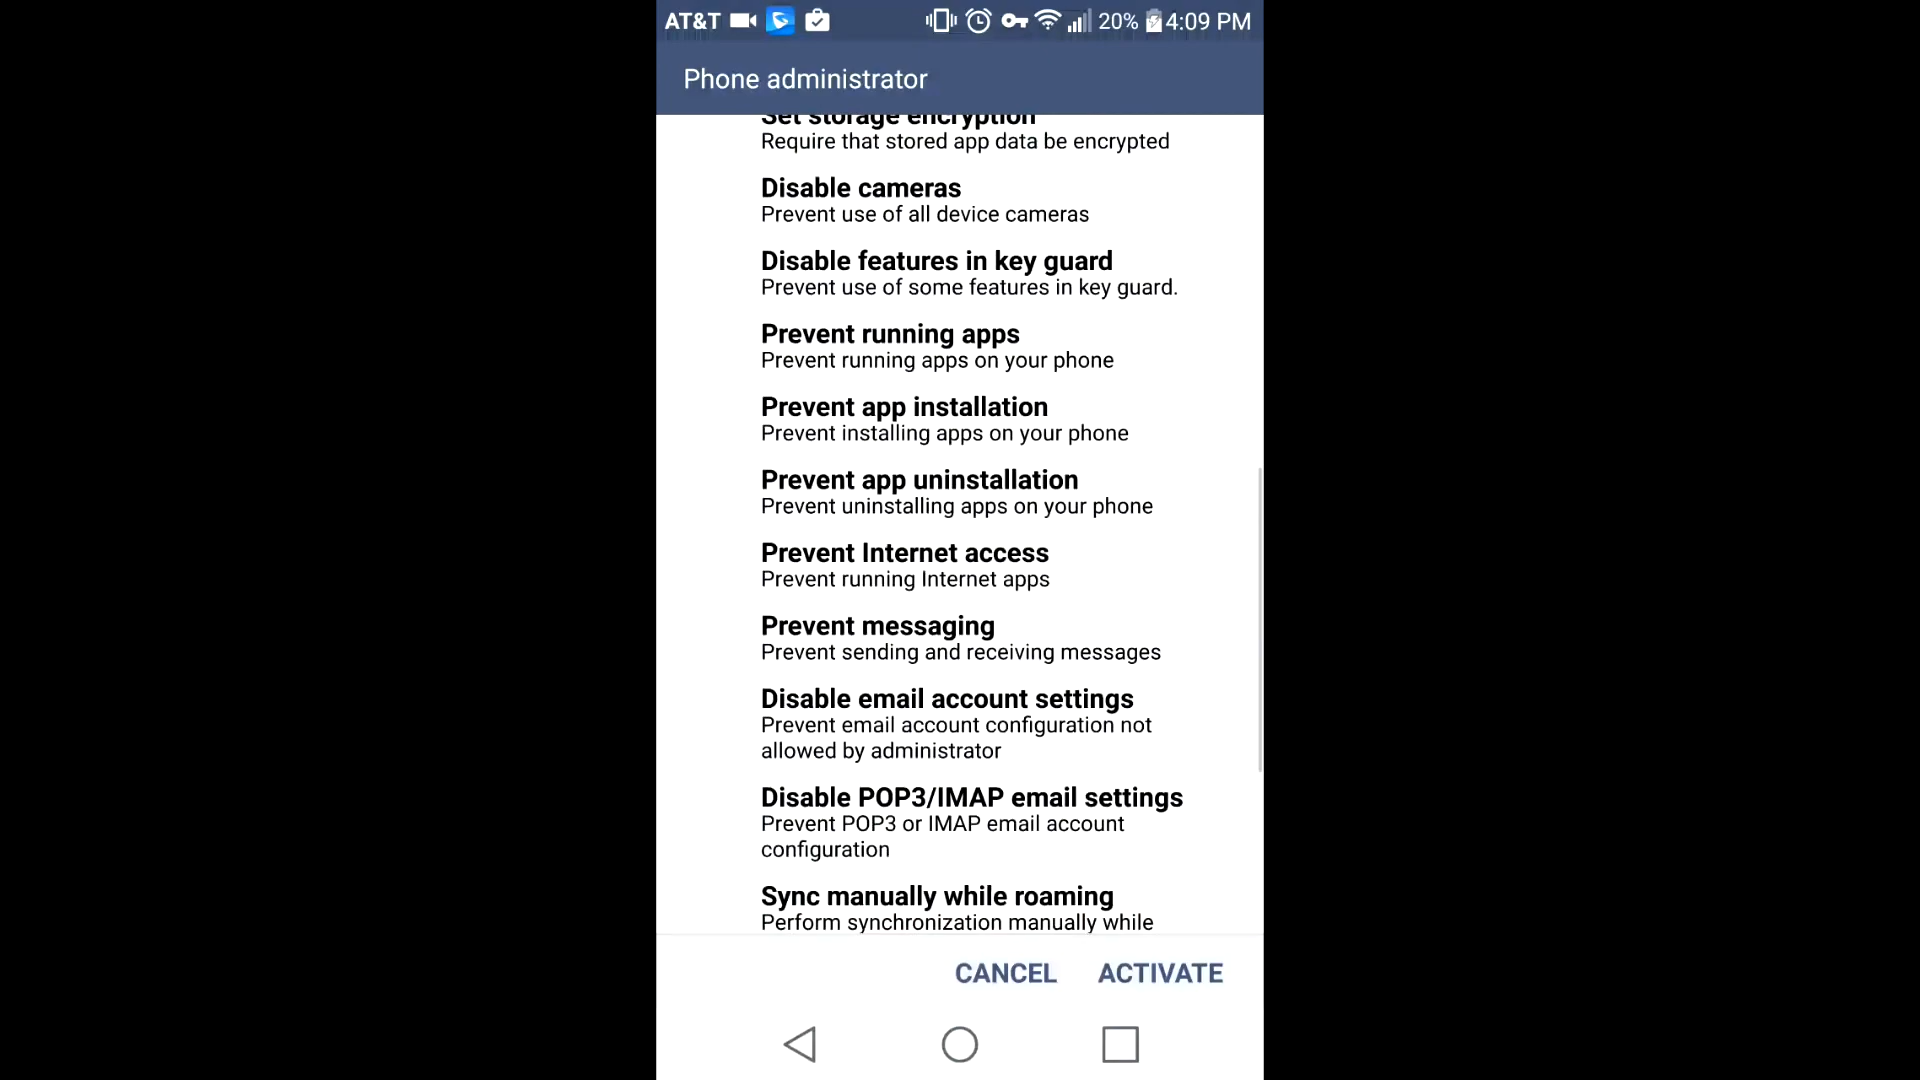 AT&T 20% 4:09 PM
Phone administrator
Set storage encryption
Require that stored app data be encrypted
Disable cameras
Prevent use of all device cameras
Disable features in key guard
Prevent use of some features in key guard.
Prevent running apps
Prevent running apps on your phone
Prevent app installation
Prevent installing apps on your phone
Prevent app uninstallation
Prevent uninstalling apps on your phone
Prevent Internet access
Prevent running Internet apps
Prevent messaging
Prevent sending and receiving messages
Disable email account settings
Prevent email account configuration not
allowed by administrator
Disable POP3/IMAP email settings
Prevent POP3 or IMAP email account
configuration
Sync manually while roaming
Perform synchronization manually while
CANCEL ACTIVATE